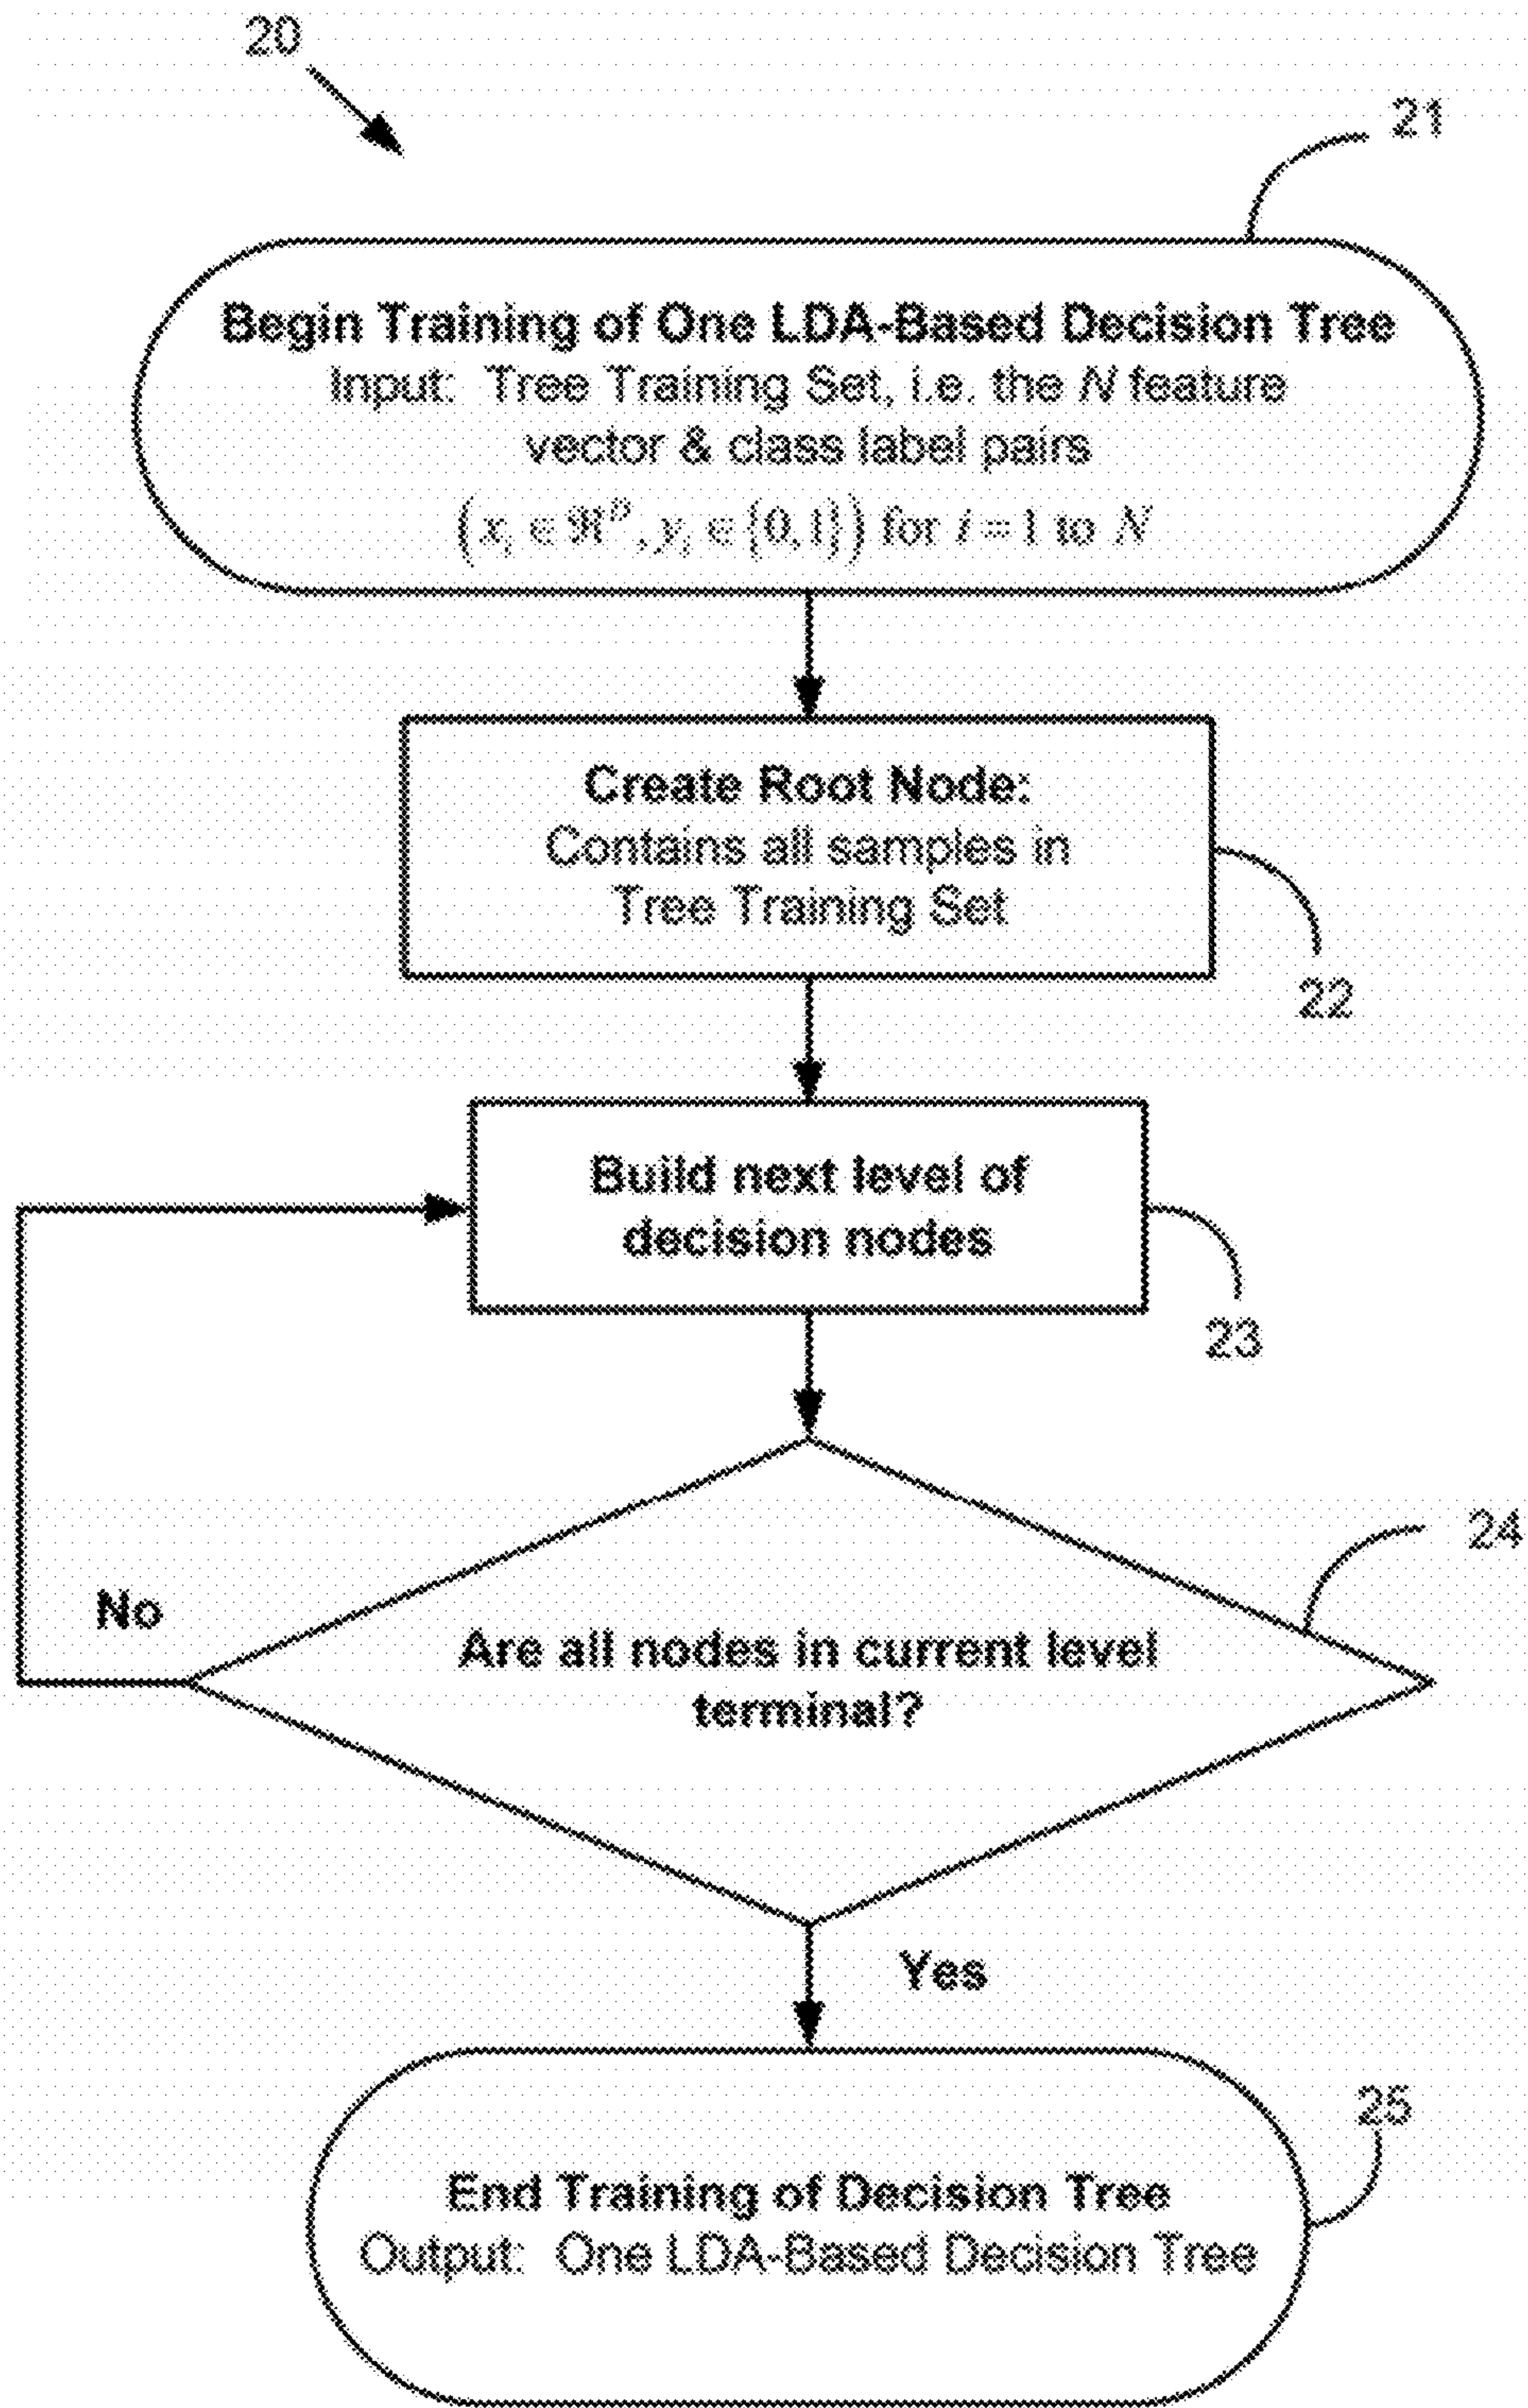 20
21
Begin Training of One LDA-Based Decision Tree
Input: Tree Training Set, i.e. the N feature
vector & class label pairs
(x_i ∈ ℜ^D, y_i ∈ {0,1}) for i = 1 to N
Create Root Node:
Contains all samples in
Tree Training Set
22
Build next level of
decision nodes
23
24
No
Are all nodes in current level
terminal?
Yes
25
End Training of Decision Tree
Output: One LDA-Based Decision Tree